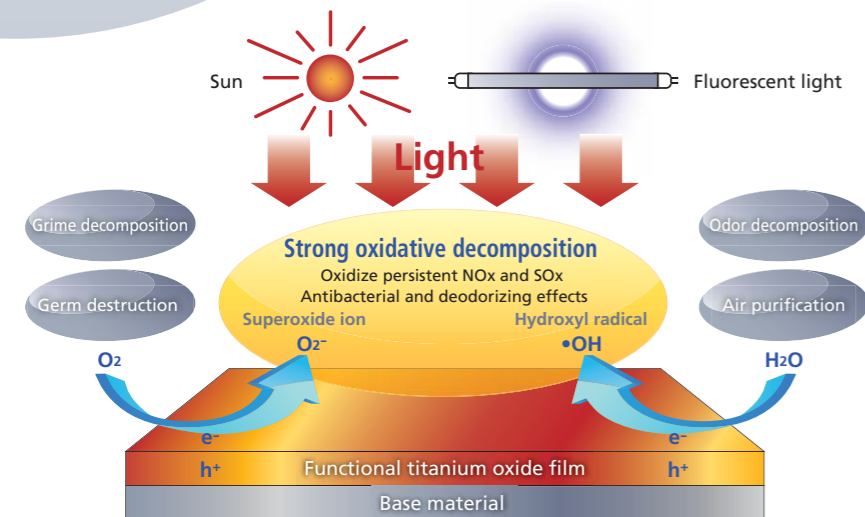 Sun
Fluorescent light
Light
Grime decomposition
Odor decomposition
Strong oxidative decomposition
Oxidize persistent NOx and SOx
Antibacterial and deodorizing effects
Germ destruction
Air purification
Superoxide ion
Hydroxyl radical
O2⁻
•OH
O2
H2O
e⁻
e⁻
h⁺
Functional titanium oxide film
h⁺
Base material